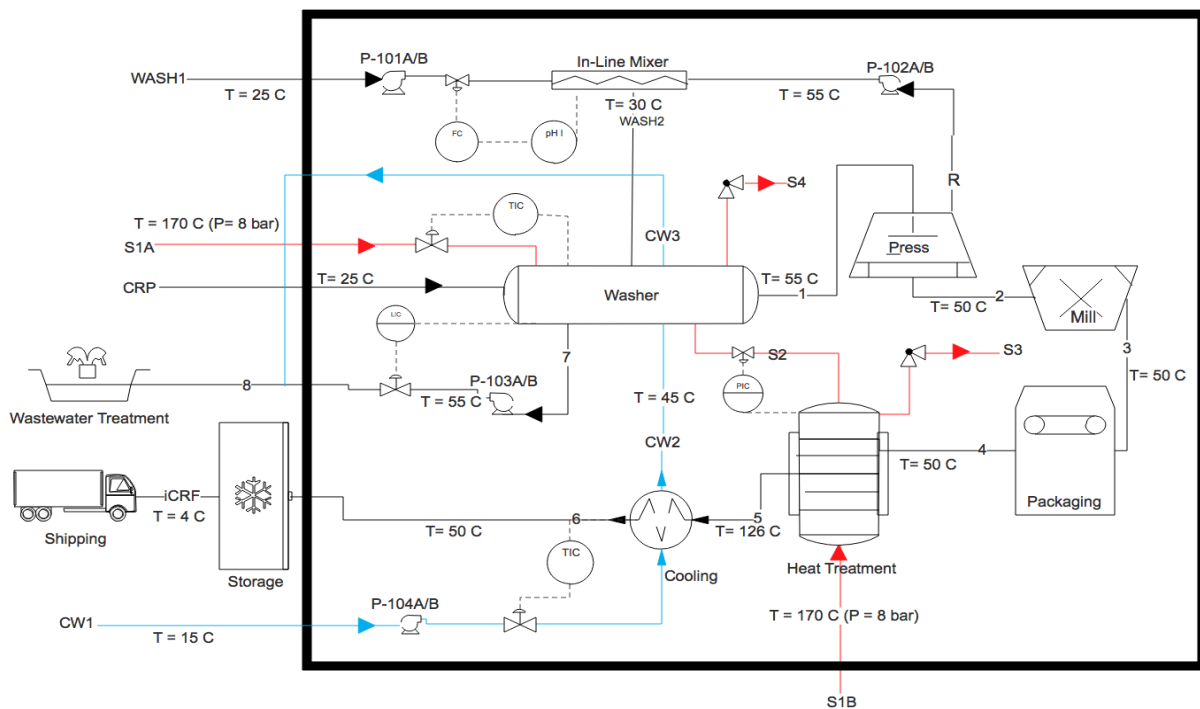 P-101A/B
In-Line Mixer
P-102A/B
WASH1
T = 25 C
T= 30 C
WASH2
T= 55 C
FC
pH I
R
S4
TIC
T = 170 C (P= 8 bar)
S1A
CW3
Press
T= 25 C
T= 55 C
CRP
Washer
1
T= 50 C
2
Mill
LIC
7
S2
S3
3
P-103A/B
PIC
T= 50 C
8
T= 55 C
T= 45 C
Wastewater Treatment
CW2
4
T= 50 C
Packaging
iCRF
T= 4 C
6
5
T= 50 C
T= 126 C
Shipping
TIC
Heat Treatment
Storage
Cooling
P-104A/B
CW1
T = 15 C
T = 170 C (P = 8 bar)
S1B